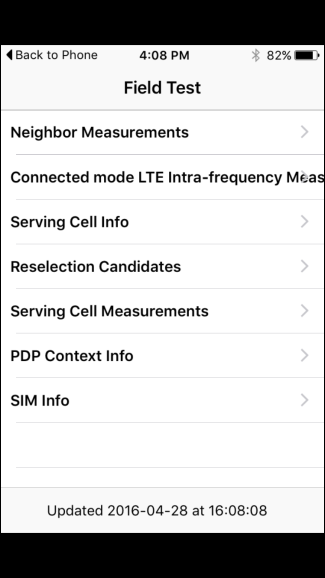 Back to Phone 4:08 PM 82%
Field Test
Neighbor Measurements
Connected mode LTE Intra-frequency Meas
Serving Cell Info
Reselection Candidates
Serving Cell Measurements
PDP Context Info
SIM Info
Updated 2016-04-28 at 16:08:08